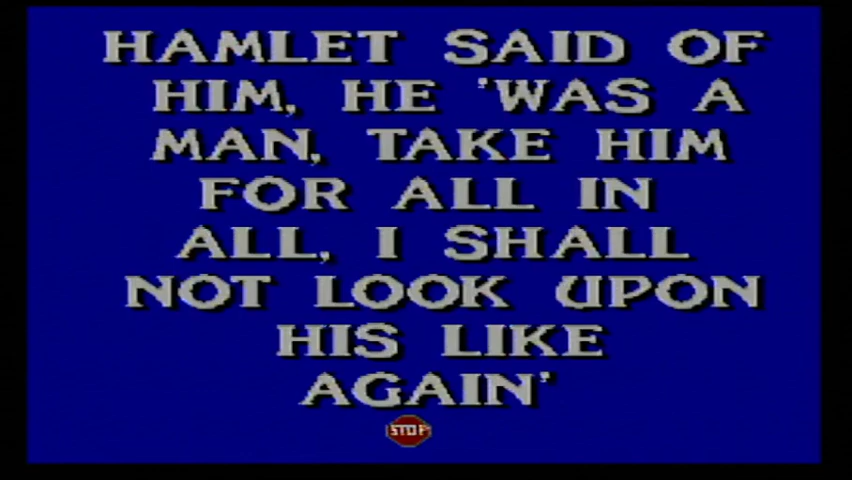 HAMLET SAID OF
HIM, HE 'WAS A
MAN, TAKE HIM
FOR ALL IN
ALL, I SHALL
NOT LOOK UPON
HIS LIKE
AGAIN'
STOP